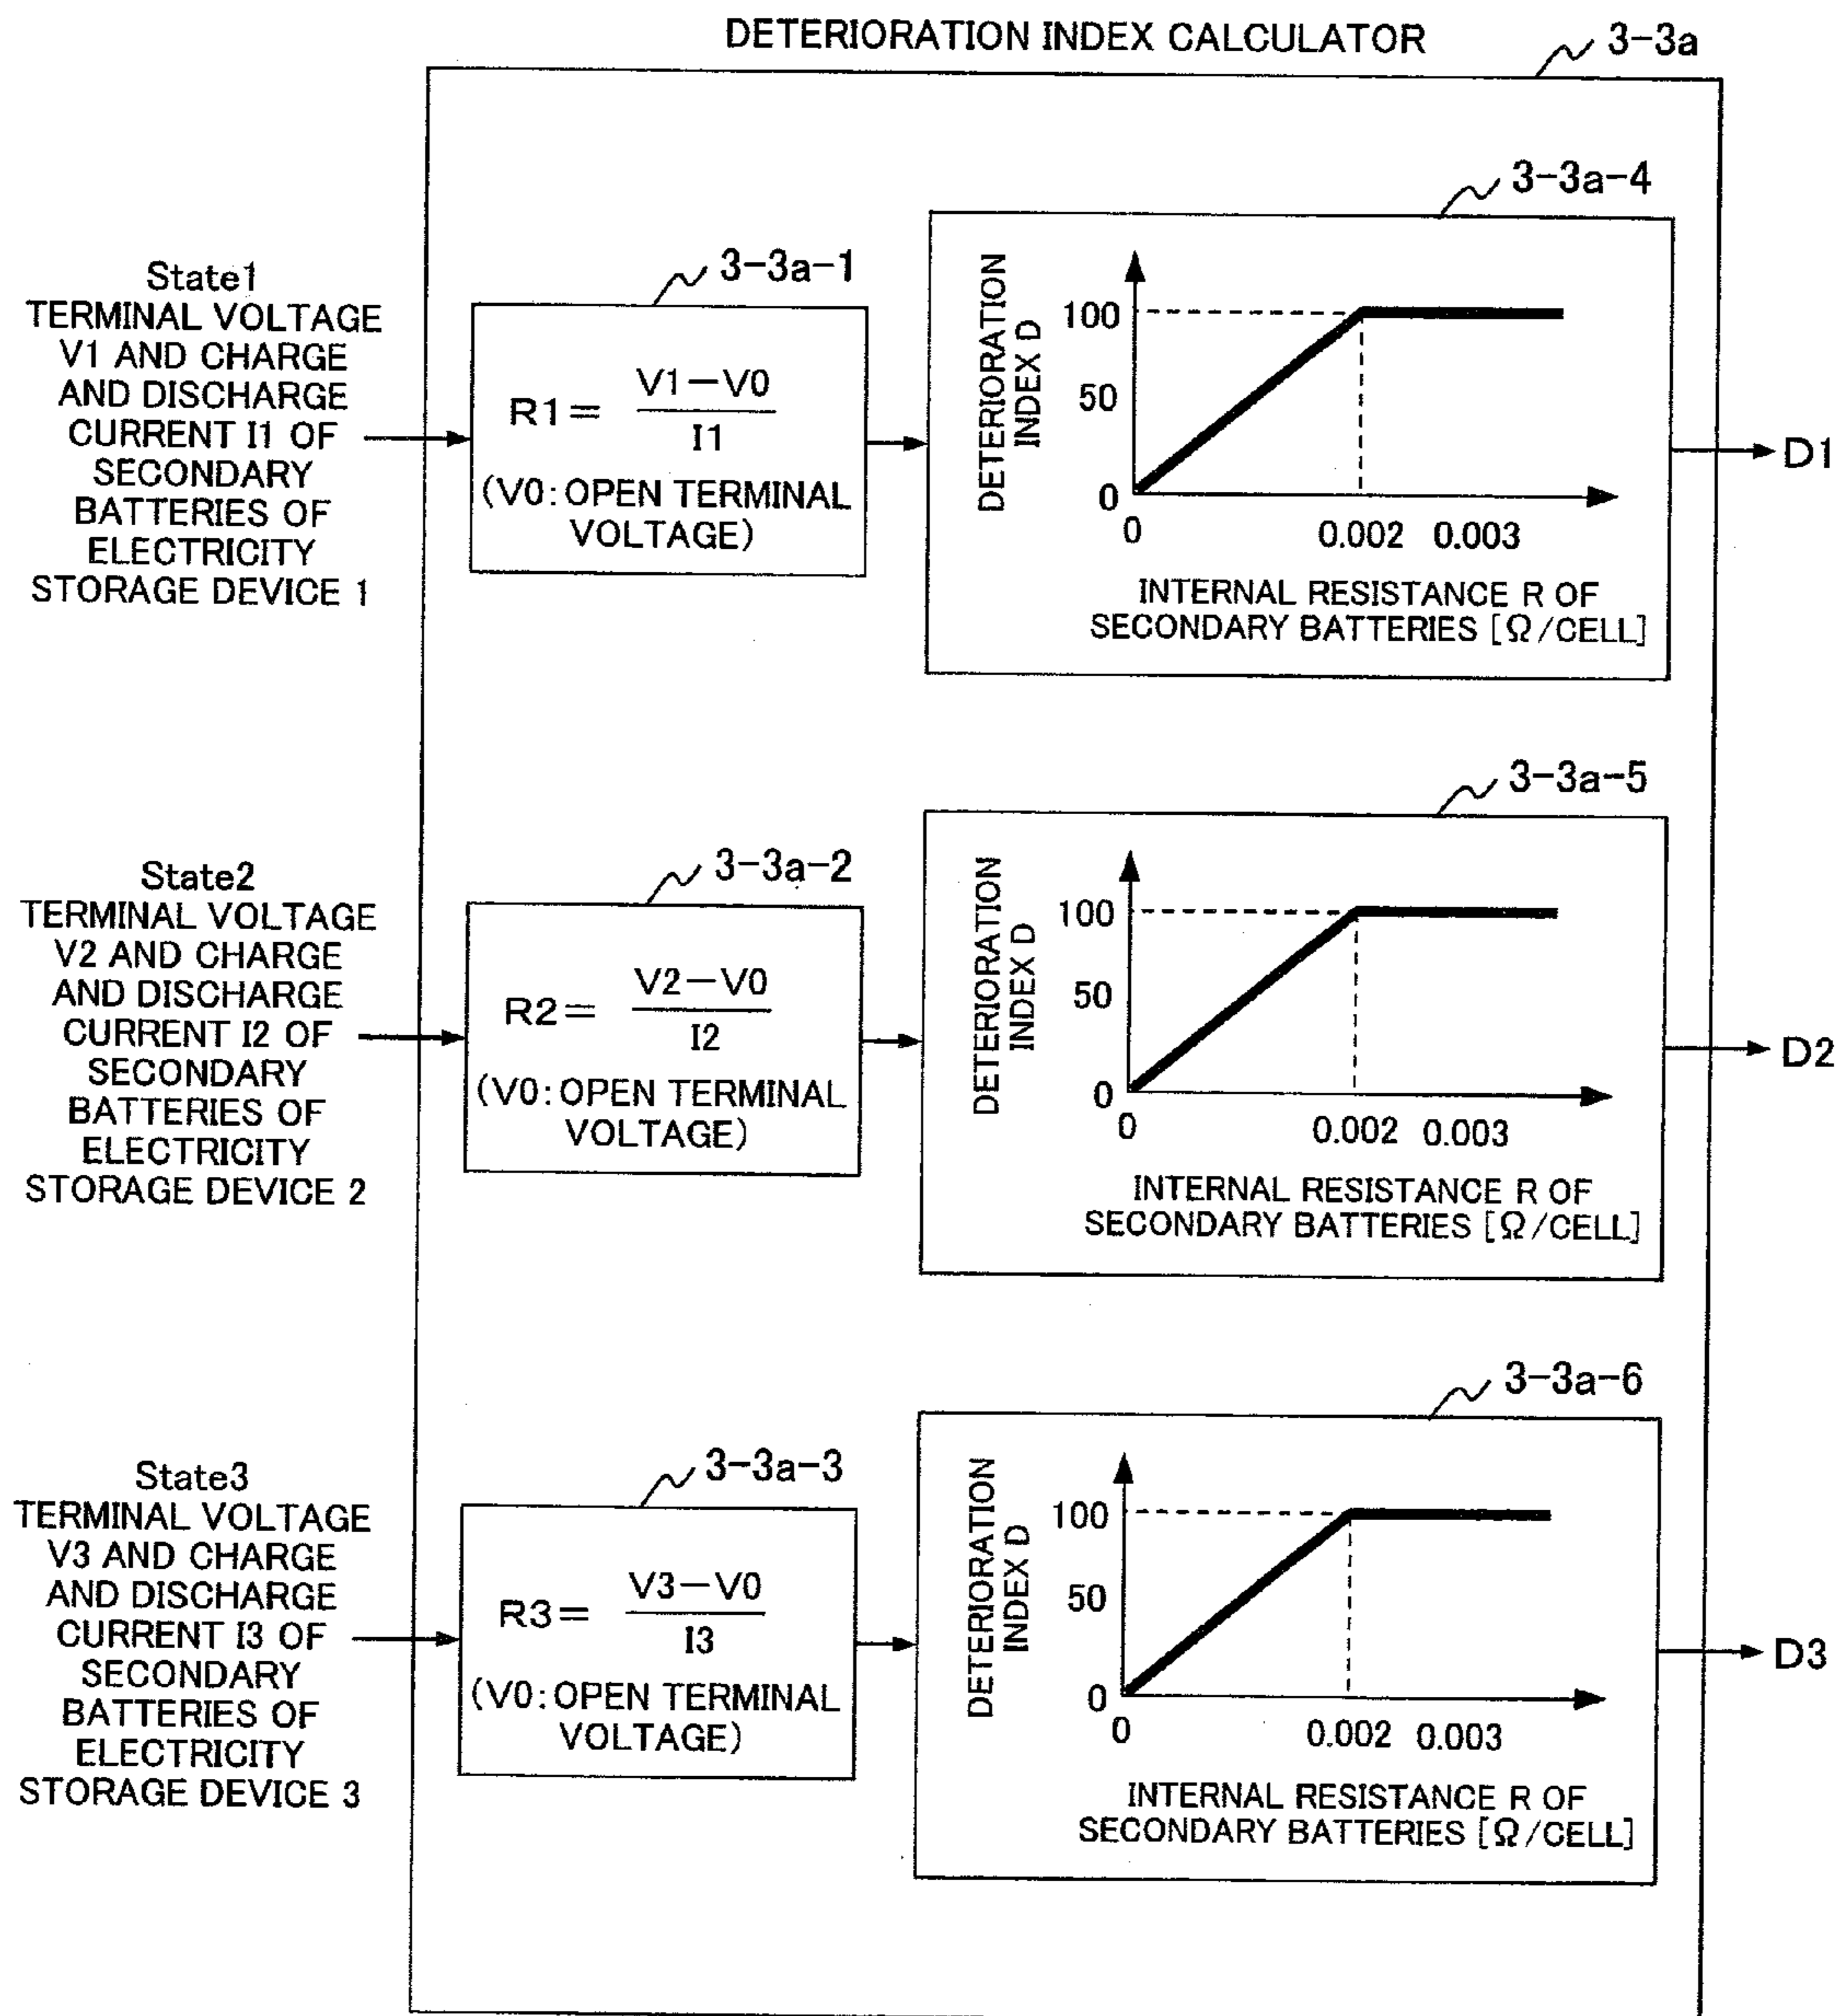 DETERIORATION INDEX CALCULATOR
3-3a
State1
TERMINAL VOLTAGE
V1 AND CHARGE
AND DISCHARGE
CURRENT I1 OF
SECONDARY
BATTERIES OF
ELECTRICITY
STORAGE DEVICE 1
3-3a-1
R1= V1-V0
I1
(V0: OPEN TERMINAL
VOLTAGE)
3-3a-4
DETERIORATION
INDEX D
100
50
0
0 0.002 0.003
INTERNAL RESISTANCE R OF
SECONDARY BATTERIES [Ω/CELL]
D1
State2
TERMINAL VOLTAGE
V2 AND CHARGE
AND DISCHARGE
CURRENT I2 OF
SECONDARY
BATTERIES OF
ELECTRICITY
STORAGE DEVICE 2
3-3a-2
R2= V2-V0
I2
(V0: OPEN TERMINAL
VOLTAGE)
3-3a-5
DETERIORATION
INDEX D
100
50
0
0 0.002 0.003
INTERNAL RESISTANCE R OF
SECONDARY BATTERIES [Ω/CELL]
D2
State3
TERMINAL VOLTAGE
V3 AND CHARGE
AND DISCHARGE
CURRENT I3 OF
SECONDARY
BATTERIES OF
ELECTRICITY
STORAGE DEVICE 3
3-3a-3
R3= V3-V0
I3
(V0: OPEN TERMINAL
VOLTAGE)
3-3a-6
DETERIORATION
INDEX D
100
50
0
0 0.002 0.003
INTERNAL RESISTANCE R OF
SECONDARY BATTERIES [Ω/CELL]
D3